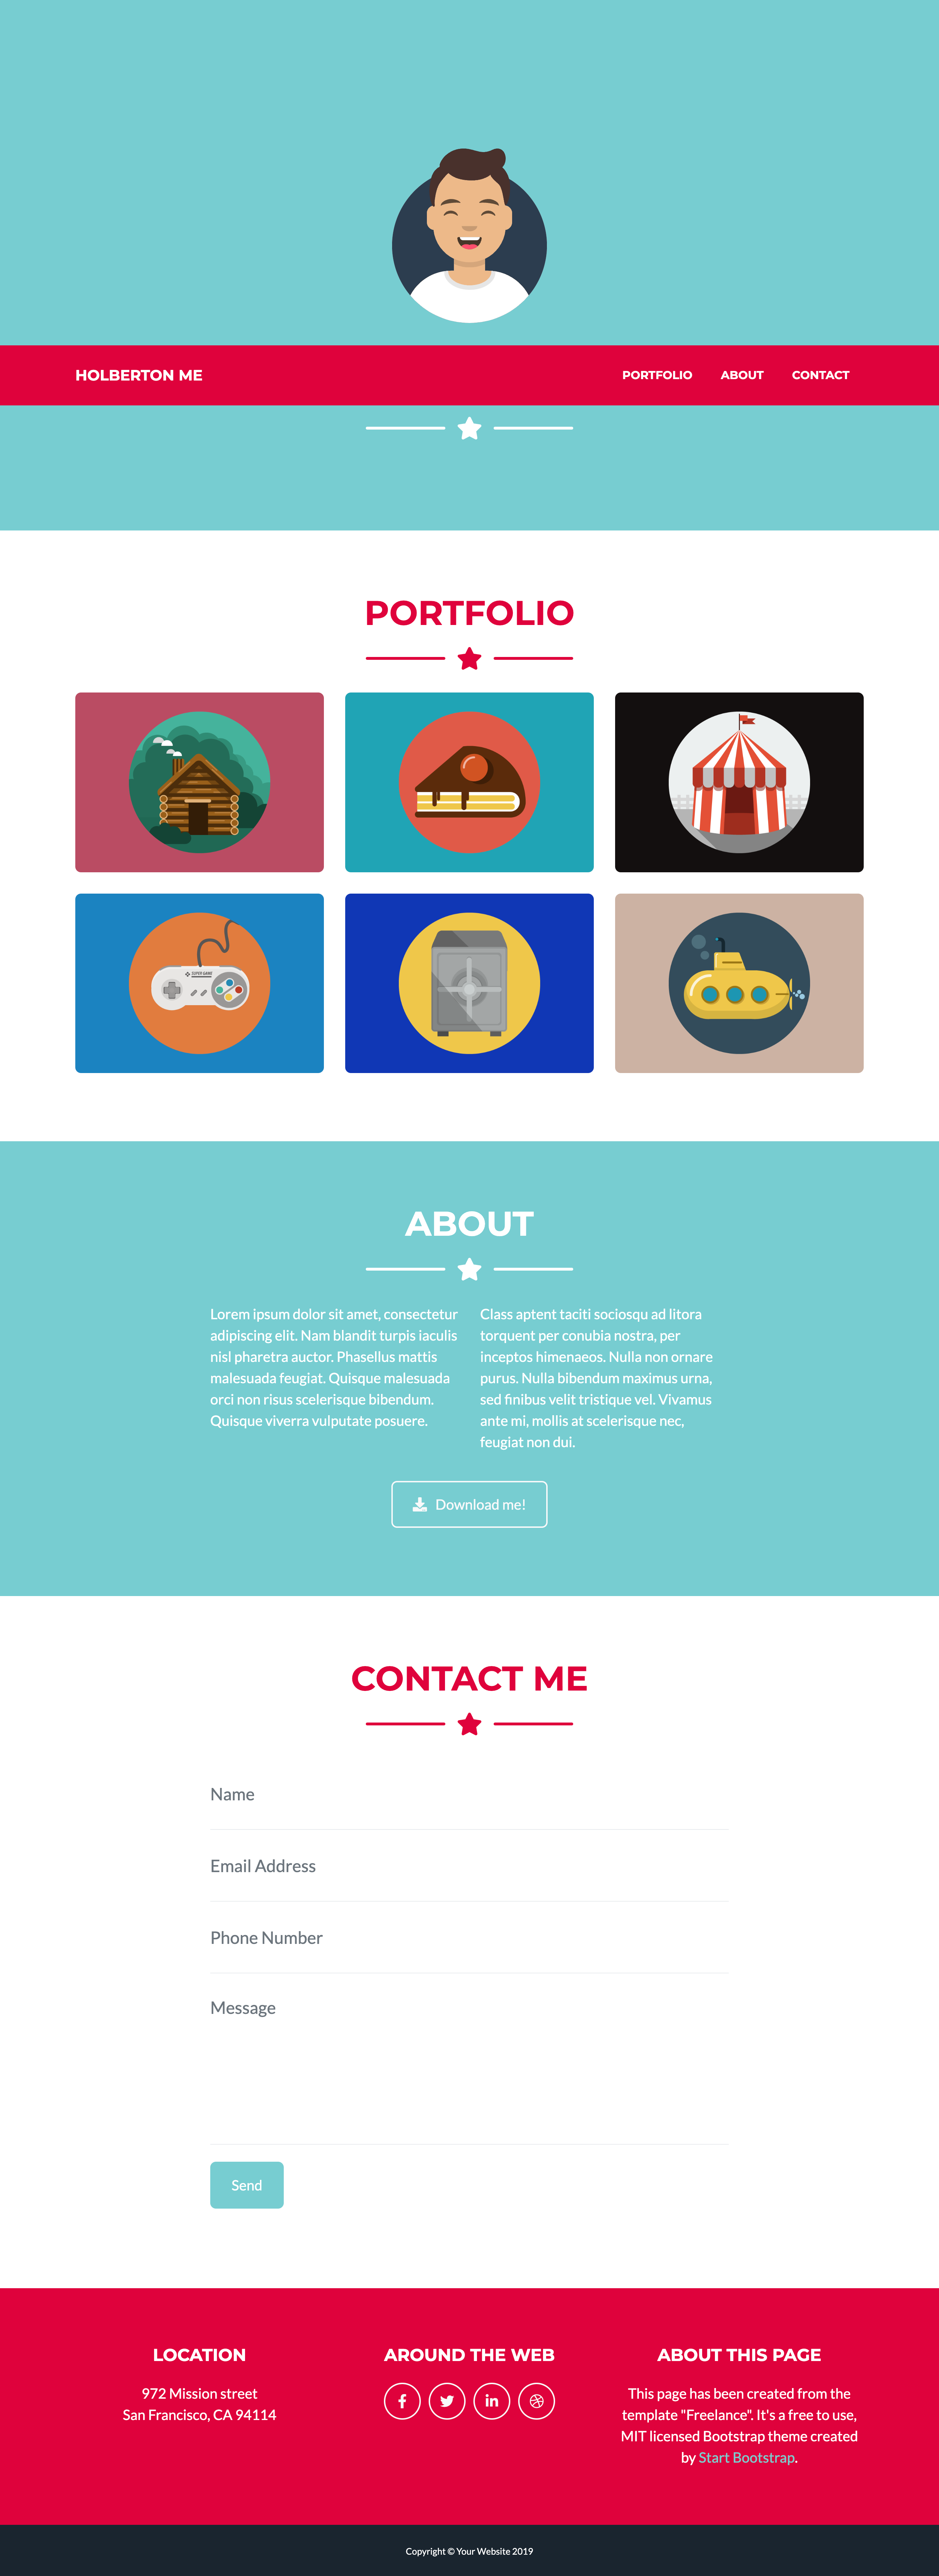 HOLBERTON ME
PORTFOLIO ABOUT CONTACT
PORTFOLIO
SUPER GAME
ABOUT
Lorem ipsum dolor sit amet, consectetur
adipiscing elit. Nam blandit turpis iaculis
nisl pharetra auctor. Phasellus mattis
malesuada feugiat. Quisque malesuada
orci non risus scelerisque bibendum.
Quisque viverra vulputate posuere.
Class aptent taciti sociosqu ad litora
torquent per conubia nostra, per
inceptos himenaeos. Nulla non ornare
purus. Nulla bibendum maximus urna,
sed finibus velit tristique vel. Vivamus
ante mi, mollis at scelerisque nec,
feugiat non dui.
Download me!
CONTACT ME
Name
Email Address
Phone Number
Message
Send
LOCATION
972 Mission street
San Francisco, CA 94114
AROUND THE WEB
ABOUT THIS PAGE
This page has been created from the
template "Freelance". It's a free to use,
MIT licensed Bootstrap theme created
by Start Bootstrap.
Copyright © Your Website 2019